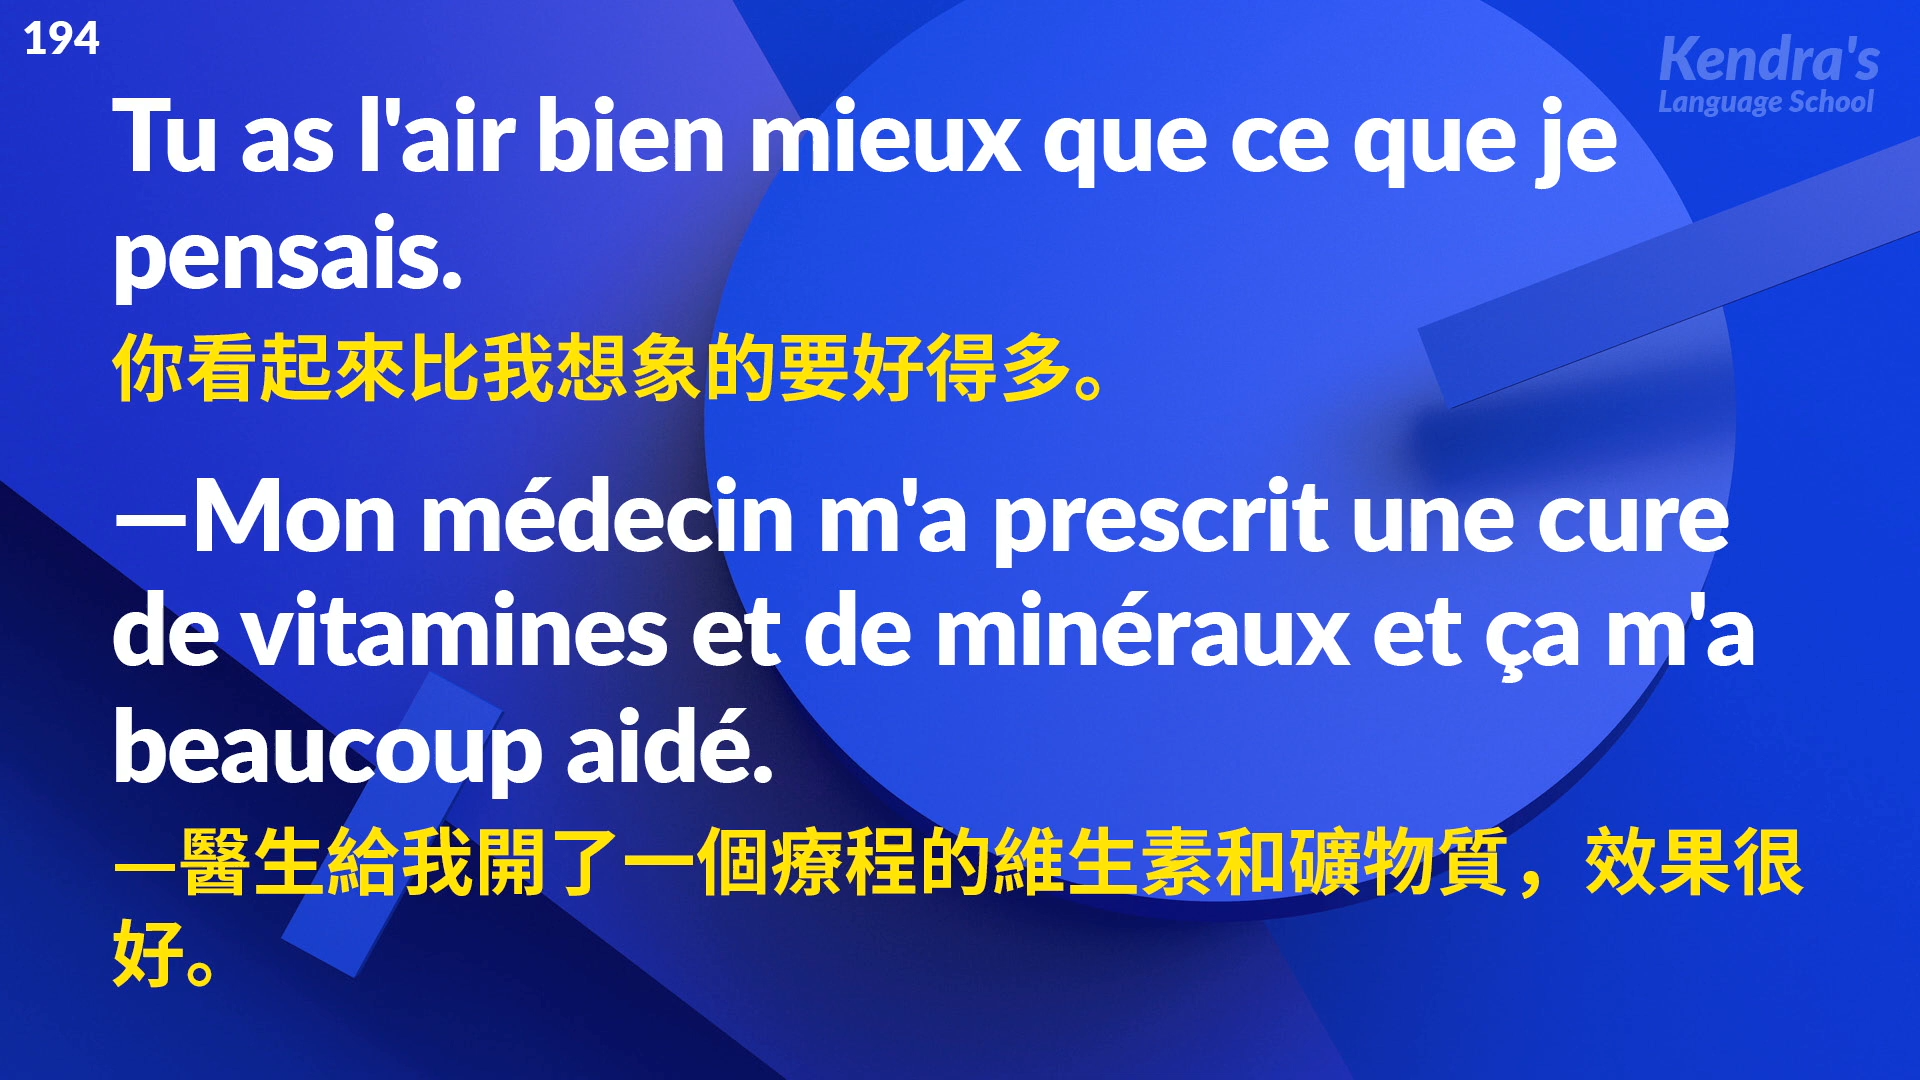 194
Kendra's
Language School
Tu as l'air bien mieux que ce que je
pensais.
你看起來比我想象的要好得多。
—Mon médecin m'a prescrit une cure
de vitamines et de minéraux et ça m'a
beaucoup aidé.
—醫生給我開了一個療程的維生素和礦物質，效果很
好。